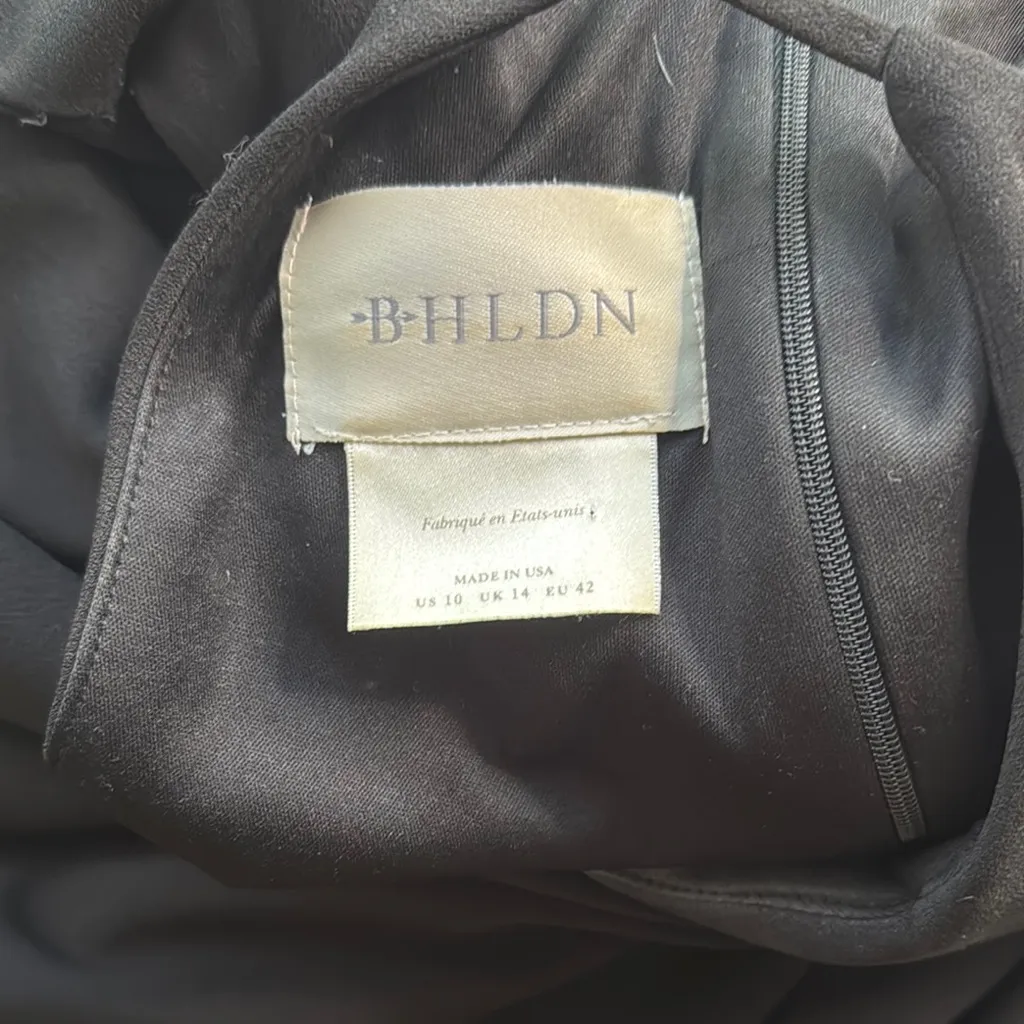 BHLDN
Fabriqué en Etats-unis
MADE IN USA
US 10 UK 14 EU 42